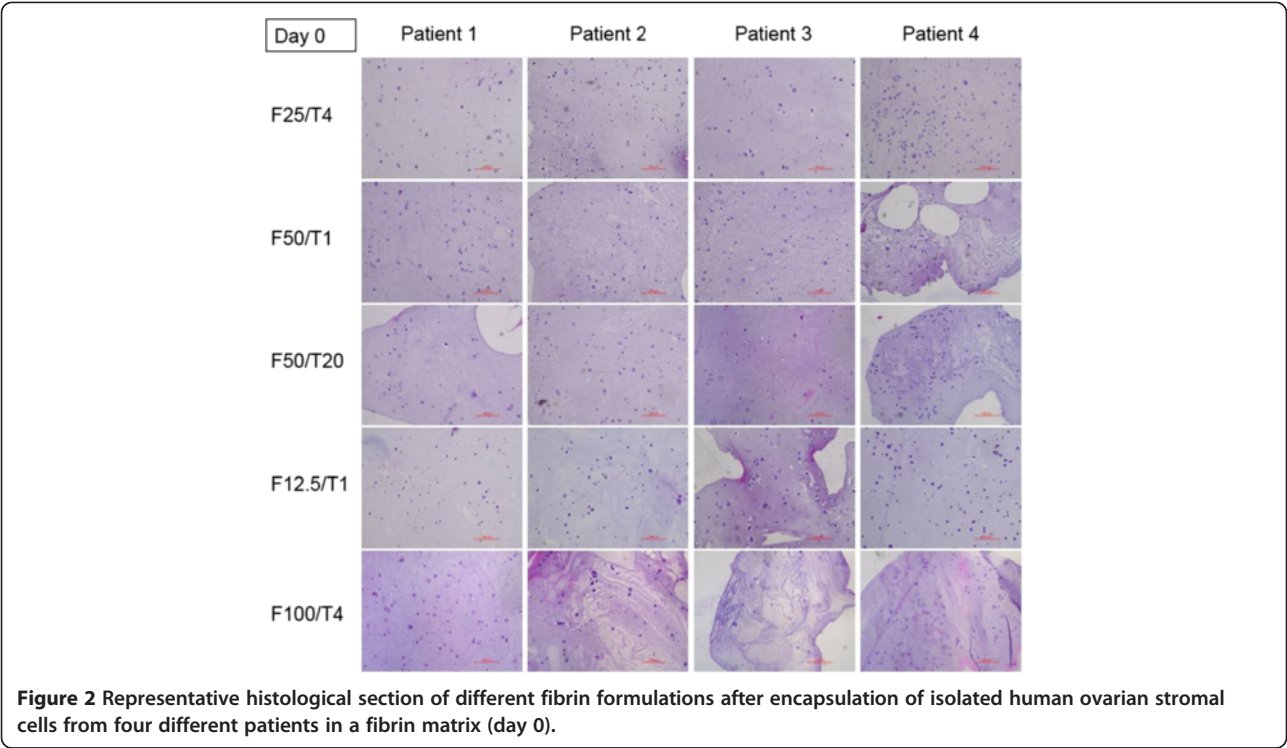 Day 0 Patient 1 Patient 2 Patient 3 Patient 4
F25/T4
F50/T1
F50/T20
F12.5/T1
F100/T4
Figure 2 Representative histological section of different fibrin formulations after encapsulation of isolated human ovarian stromal
cells from four different patients in a fibrin matrix (day 0).